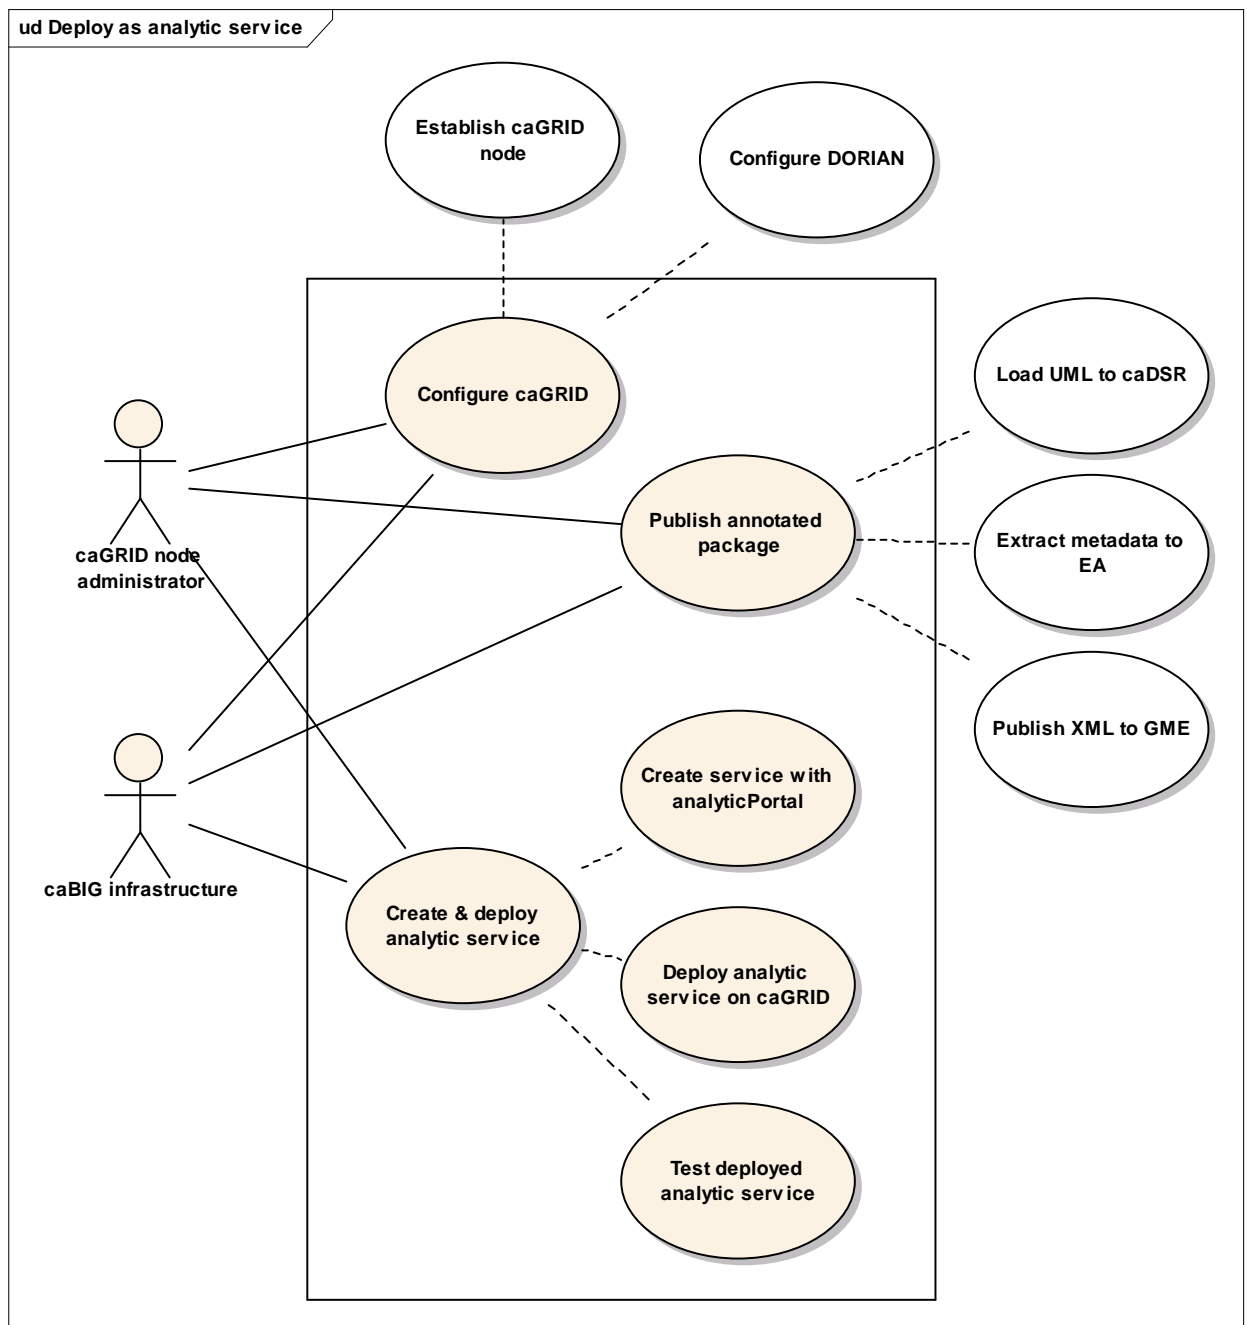 ud Deploy as analytic service
Establish caGRID
node
Configure DORIAN
Configure caGRID
Load UML to caDSR
Publish annotated
package
Extract metadata to
EA
caGRID node
administrator
Publish XML to GME
Create service with
analyticPortal
caBIG infrastructure
Create & deploy
analytic service
Deploy analytic
service on caGRID
Test deployed
analytic service